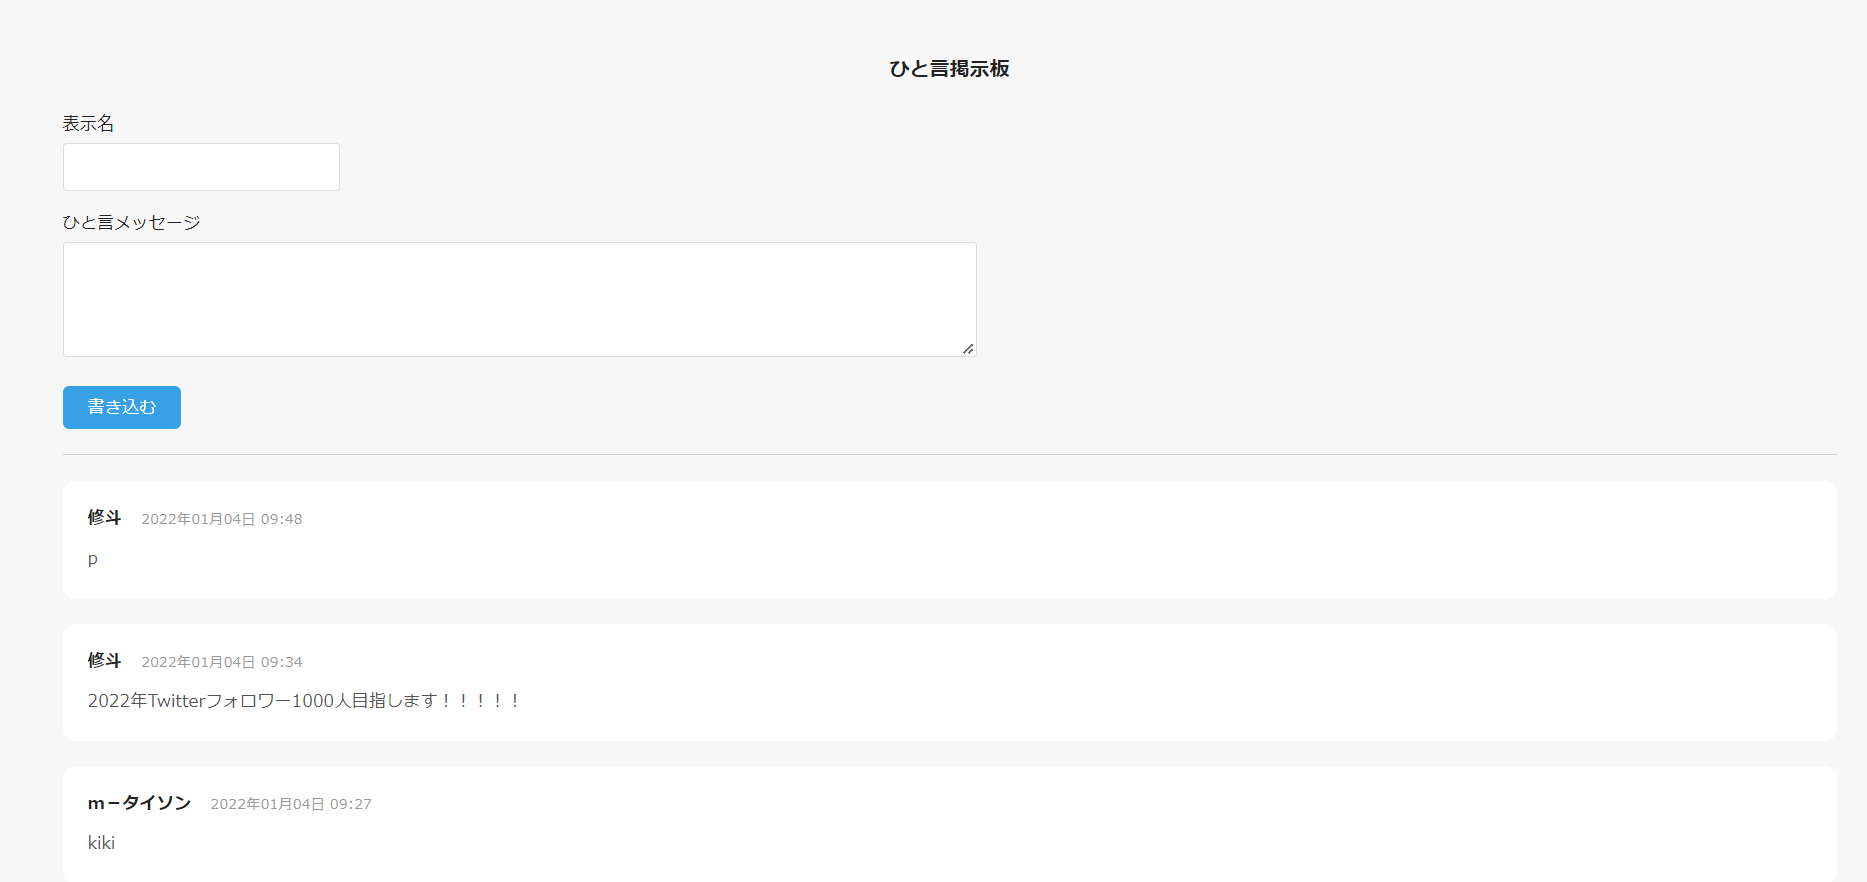 ひと言掲示板
表示名
ひと言メッセージ
書き込む
修斗 2022年01月04日 09:48
p
修斗 2022年01月04日 09:34
2022年Twitterフォロワー1000人目指します！！！！！
m－タイソン 2022年01月04日 09:27
kiki